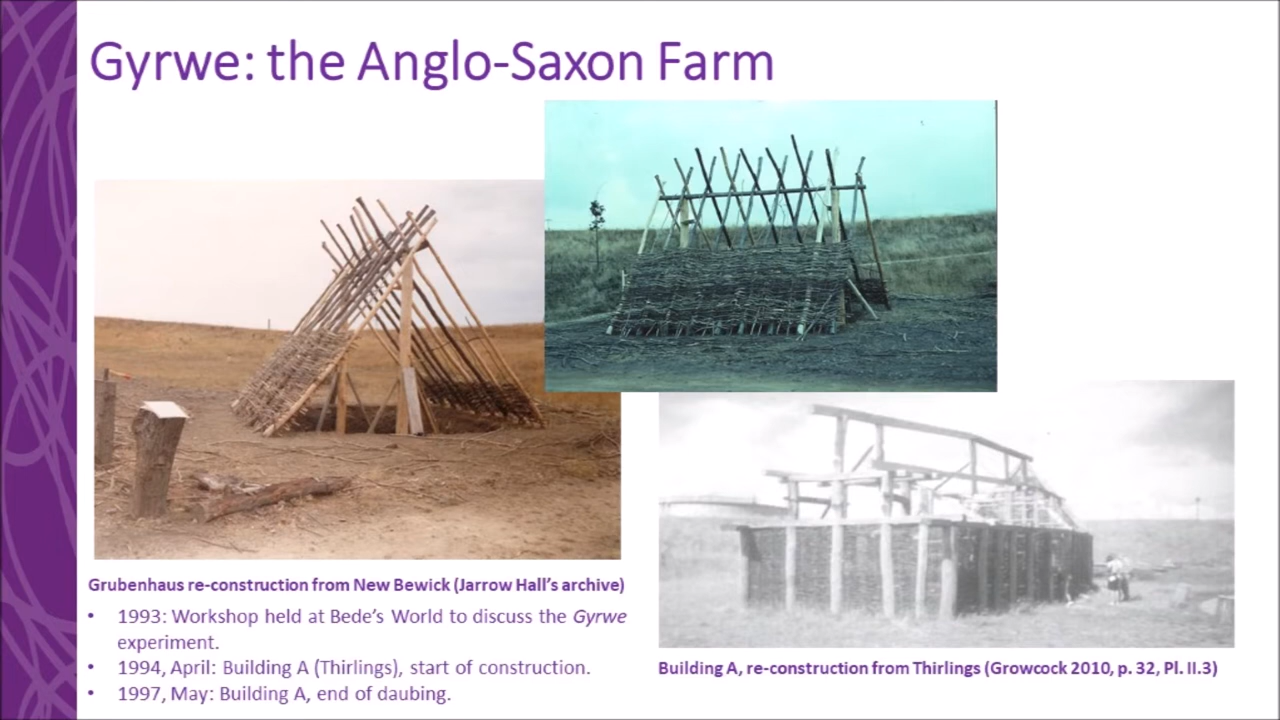 Gyrwe: the Anglo-Saxon Farm
Grubenhaus re-construction from New Bewick (Jarrow Hall's archive)
• 1993: Workshop held at Bede's World to discuss the Gyrwe
experiment.
• 1994, April: Building A (Thirlings), start of construction.
• 1997, May: Building A, end of daubing.
Building A, re-construction from Thirlings (Growcock 2010, p. 32, Pl. II.3)